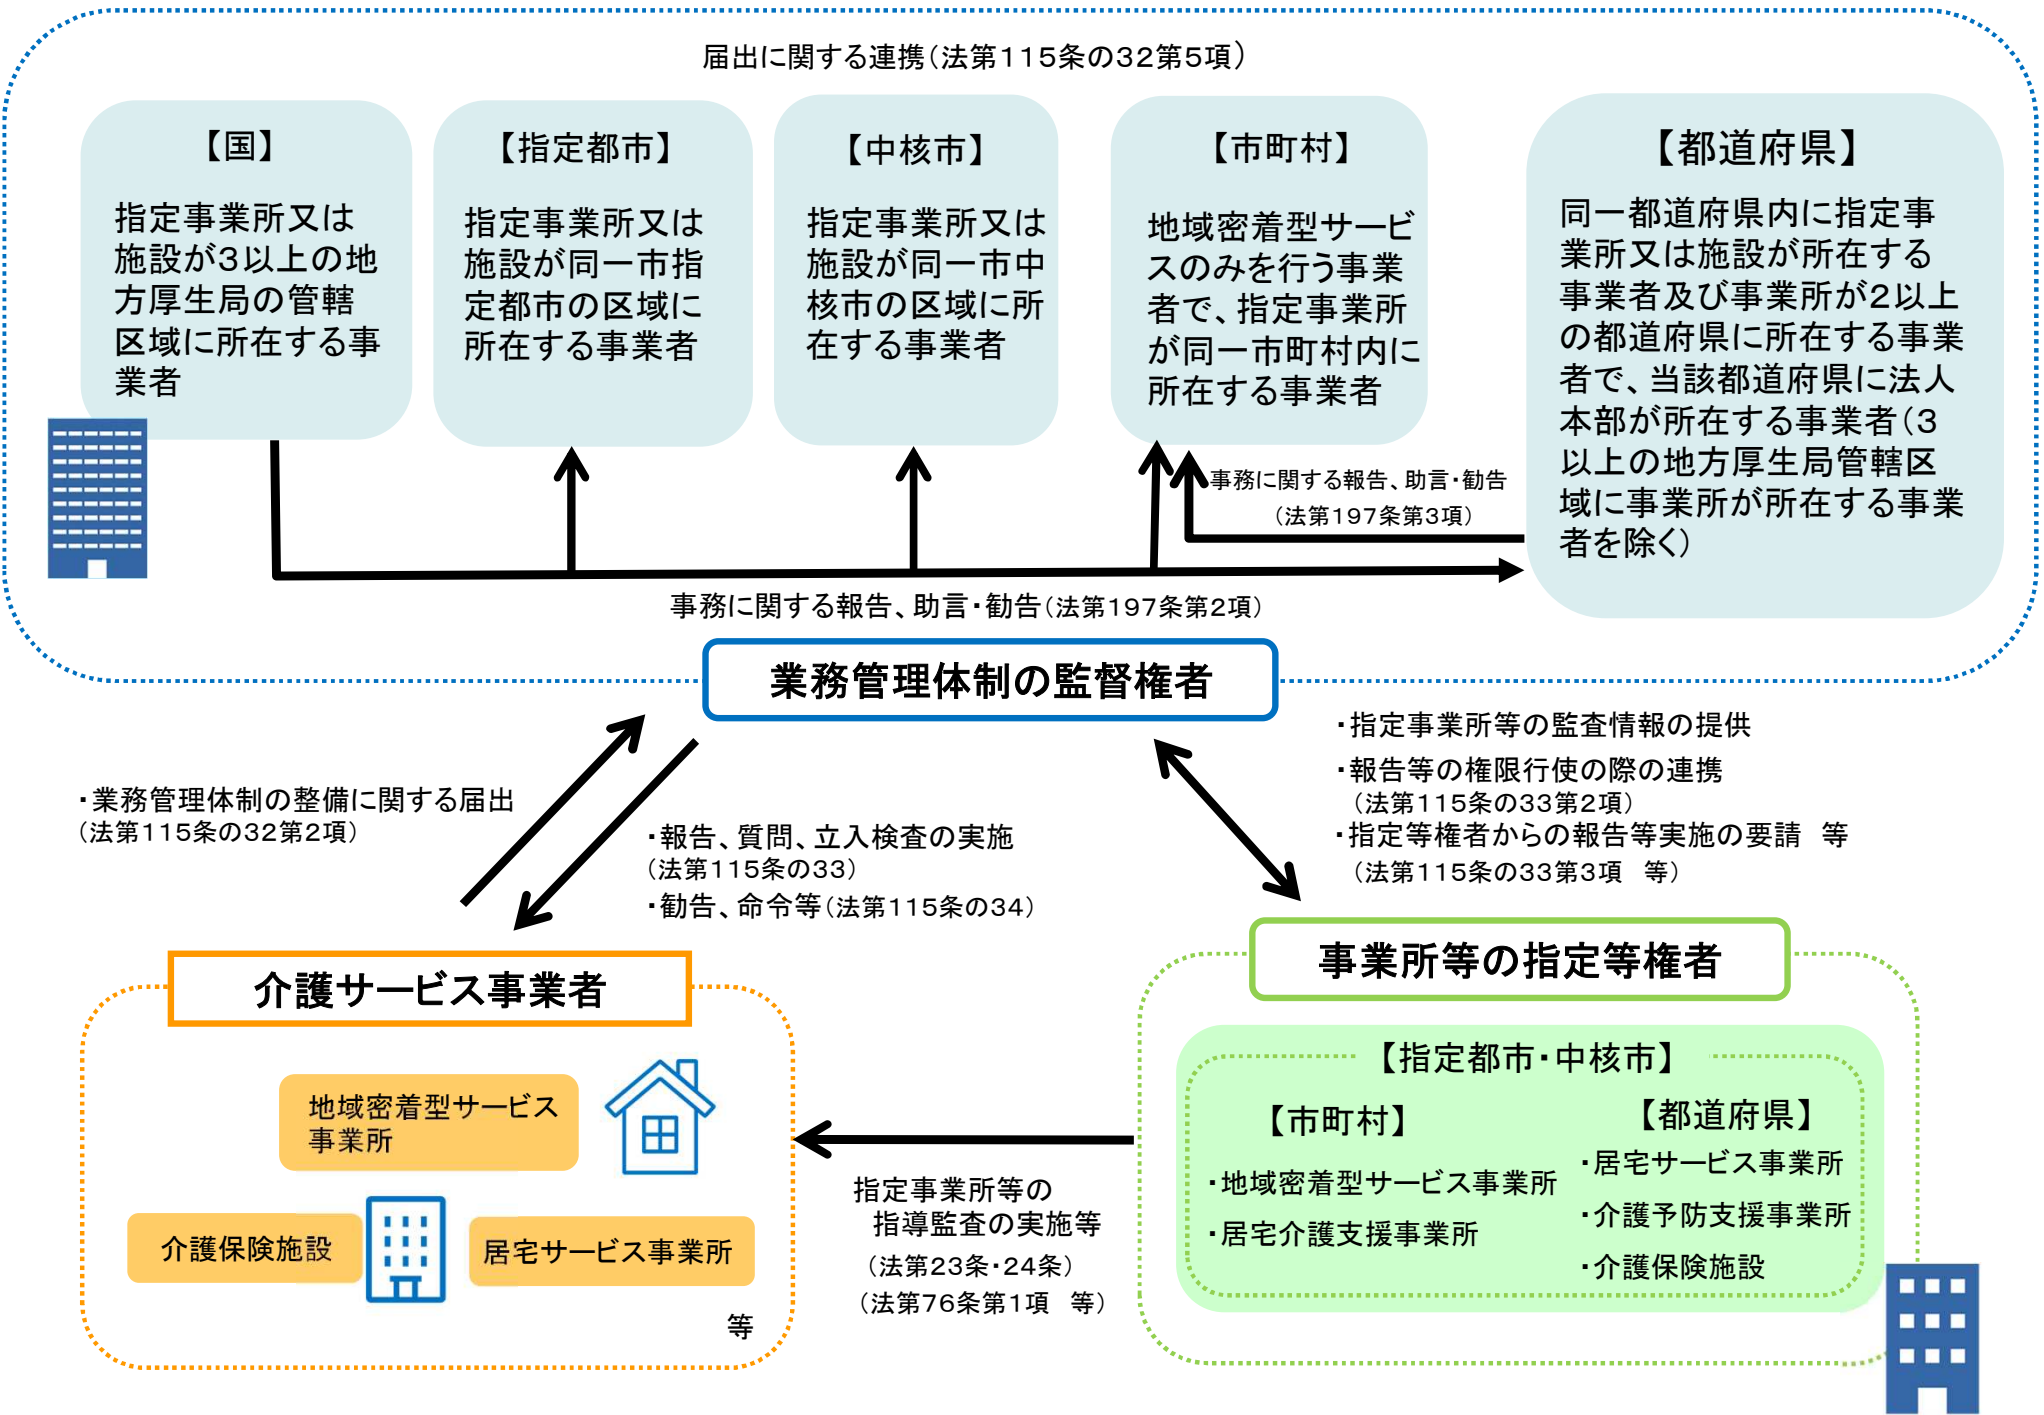 届出に関する連携(法第115条の32第5項)
【国】
指定事業所又は
施設が3以上の地
方厚生局の管轄
区域に所在する事
業者
【指定都市】
指定事業所又は
施設が同一市指
定都市の区域に
所在する事業者
【中核市】
指定事業所又は
施設が同一市中
核市の区域に所
在する事業者
【市町村】
地域密着型サービ
スのみを行う事業
者で、指定事業所
が同一市町村内に
所在する事業者
【都道府県】
同一都道府県内に指定事
業所又は施設が所在する
事業者及び事業所が2以上
の都道府県に所在する事業
者で、当該都道府県に法人
本部が所在する事業者(3
以上の地方厚生局管轄区
域に事業所が所在する事業
者を除く)
事務に関する報告、助言・勧告
(法第197条第3項)
事務に関する報告、助言・勧告(法第197条第2項)
業務管理体制の監督権者
・業務管理体制の整備に関する届出
(法第115条の32第2項)
・報告、質問、立入検査の実施
(法第115条の33)
・勧告、命令等(法第115条の34)
・指定事業所等の監査情報の提供
・報告等の権限行使の際の連携
(法第115条の33第2項)
・指定等権者からの報告等実施の要請 等
(法第115条の33第3項 等)
介護サービス事業者
地域密着型サービス
事業所
介護保険施設
居宅サービス事業所
等
指定事業所等の
指導監査の実施等
(法第23条・24条)
(法第76条第1項 等)
事業所等の指定等権者
【指定都市・中核市】
【市町村】
・地域密着型サービス事業所
・居宅介護支援事業所
【都道府県】
・居宅サービス事業所
・介護予防支援事業所
・介護保険施設